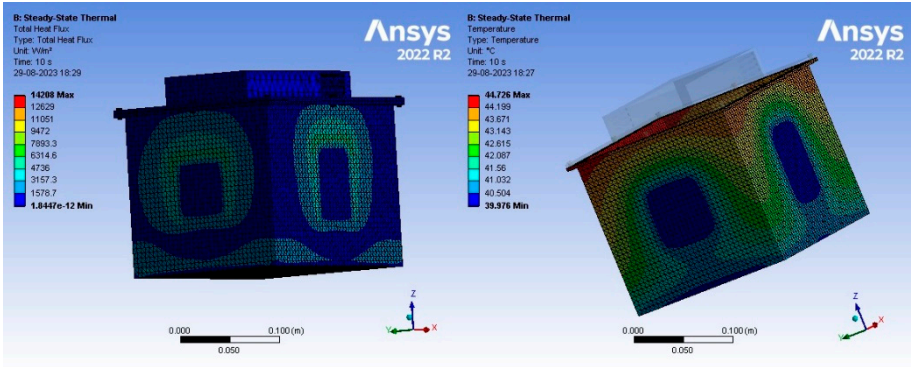 B: Steady-State Thermal
Total Heat Flux
Type: Total Heat Flux
Unit: W/m²
Time: 10 s
29-08-2023 18:29
14208 Max
12629
11051
9472
7893.3
6314.6
4736
3157.3
1578.7
1.8447e-12 Min
Ansys
2022 R2
Z
Y
X
0.000
0.100 (m)
0.050
B: Steady-State Thermal
Temperature
Type: Temperature
Unit: °C
Time: 10 s
29-08-2023 18:27
44.726 Max
44.199
43.671
43.143
42.615
42.087
41.56
41.032
40.504
39.976 Min
Ansys
2022 R2
Z
X
Y
0.000
0.100 (m)
0.050